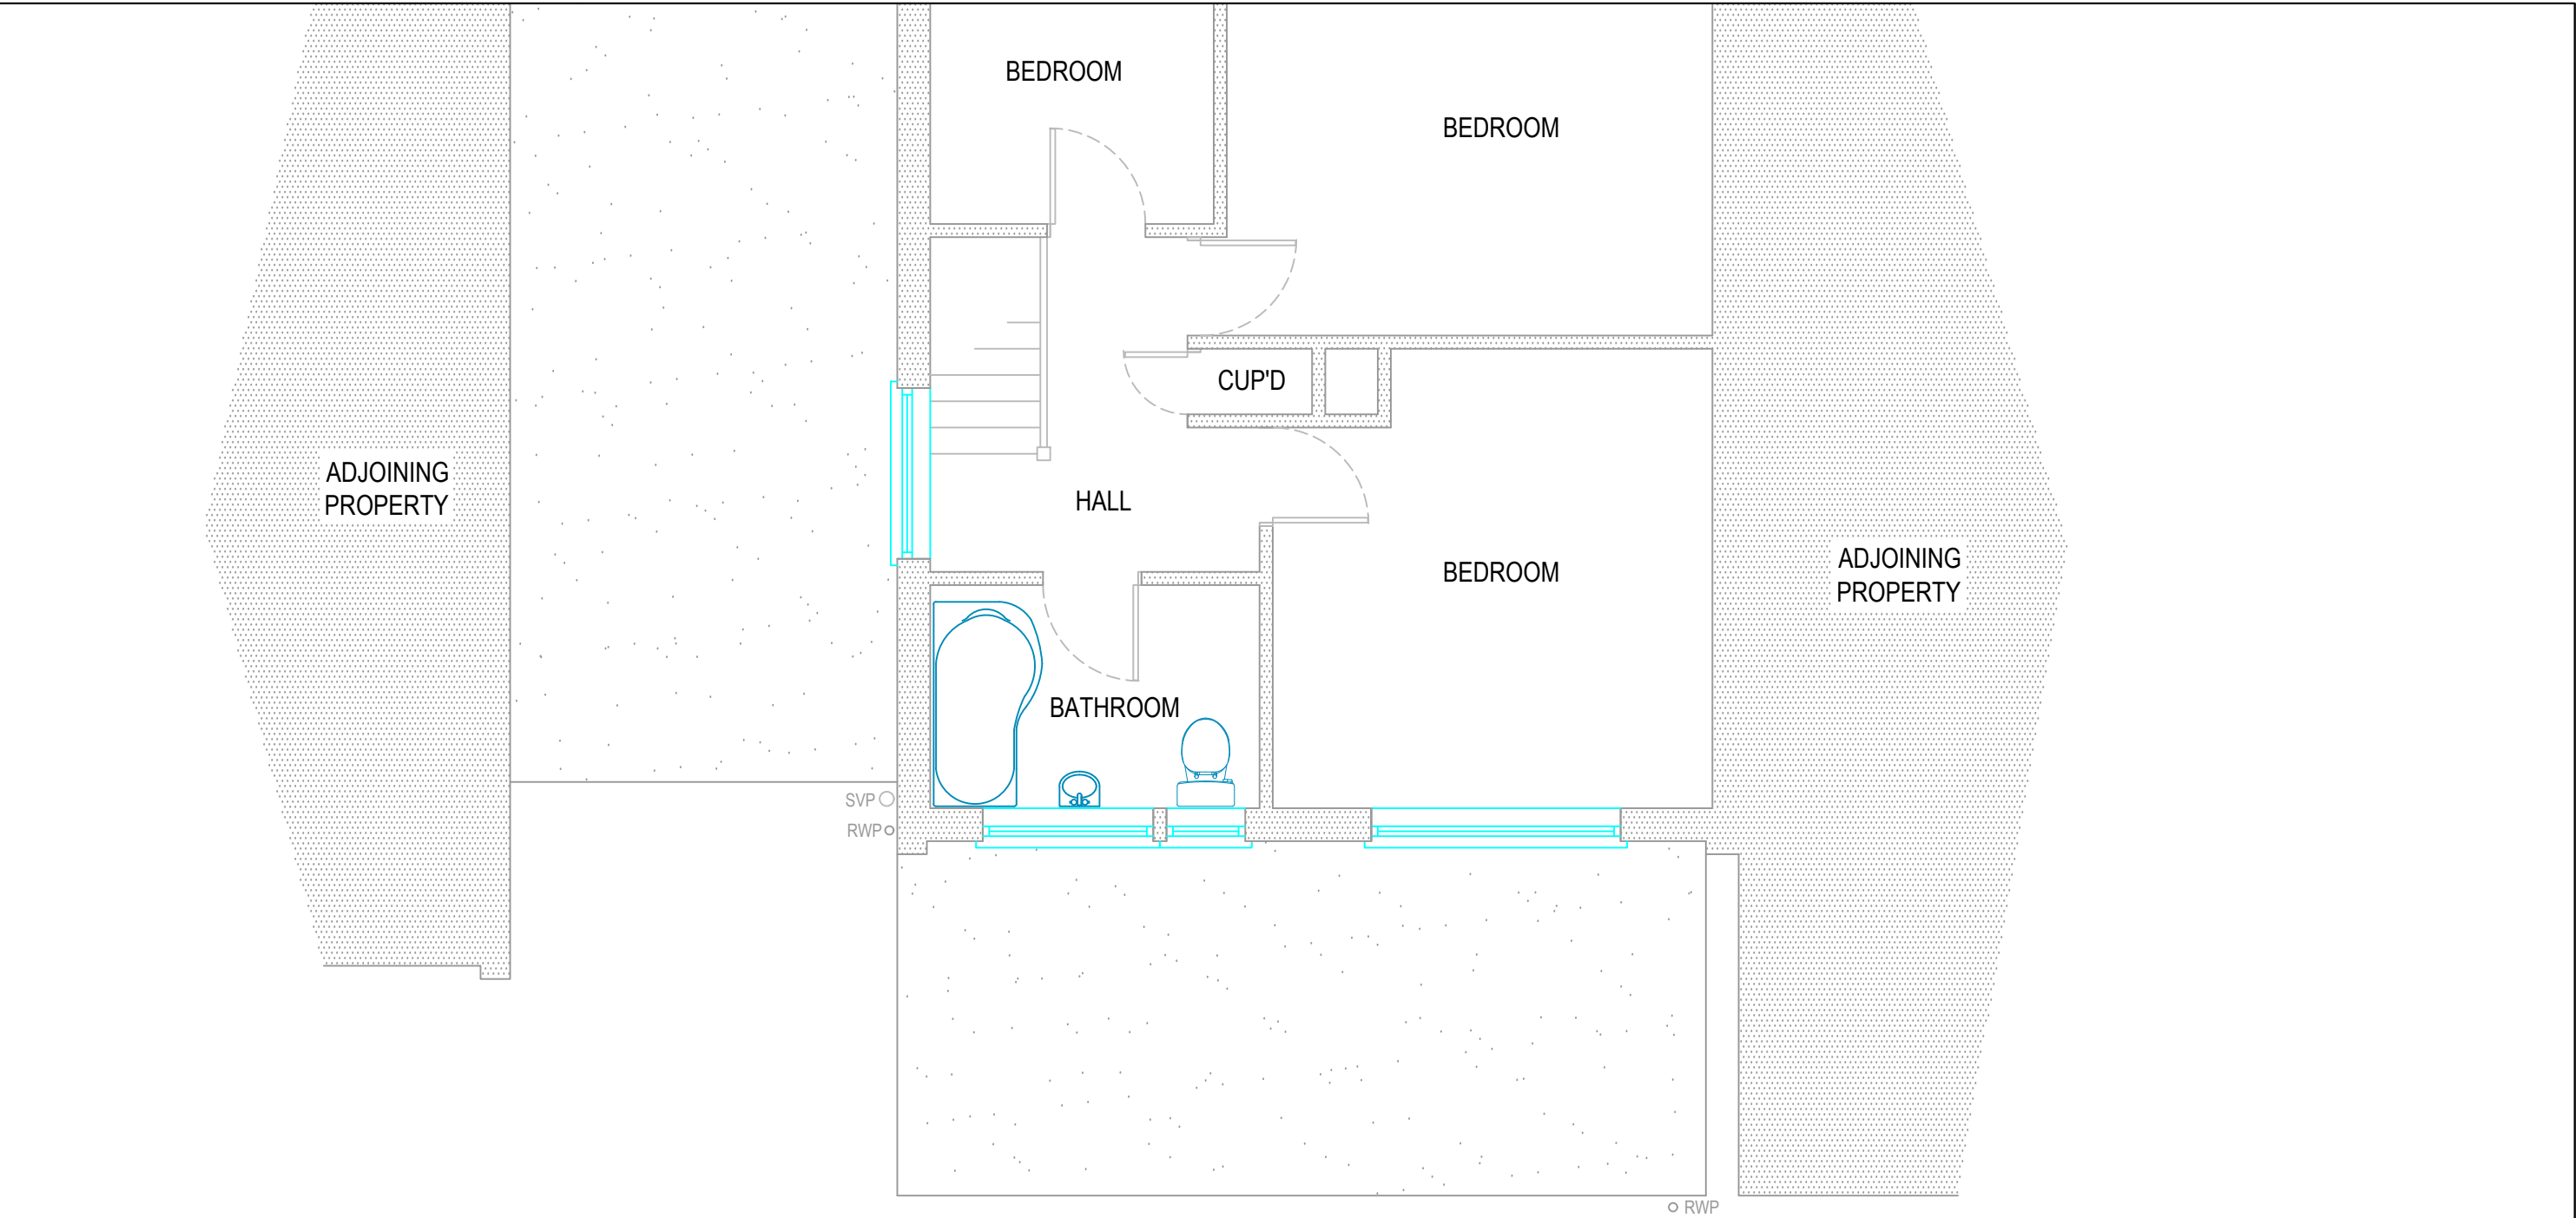 BEDROOM
BEDROOM
CUP'D
ADJOINING
PROPERTY
HALL
BEDROOM
ADJOINING
PROPERTY
BATHROOM
SVP
RWP
RWP